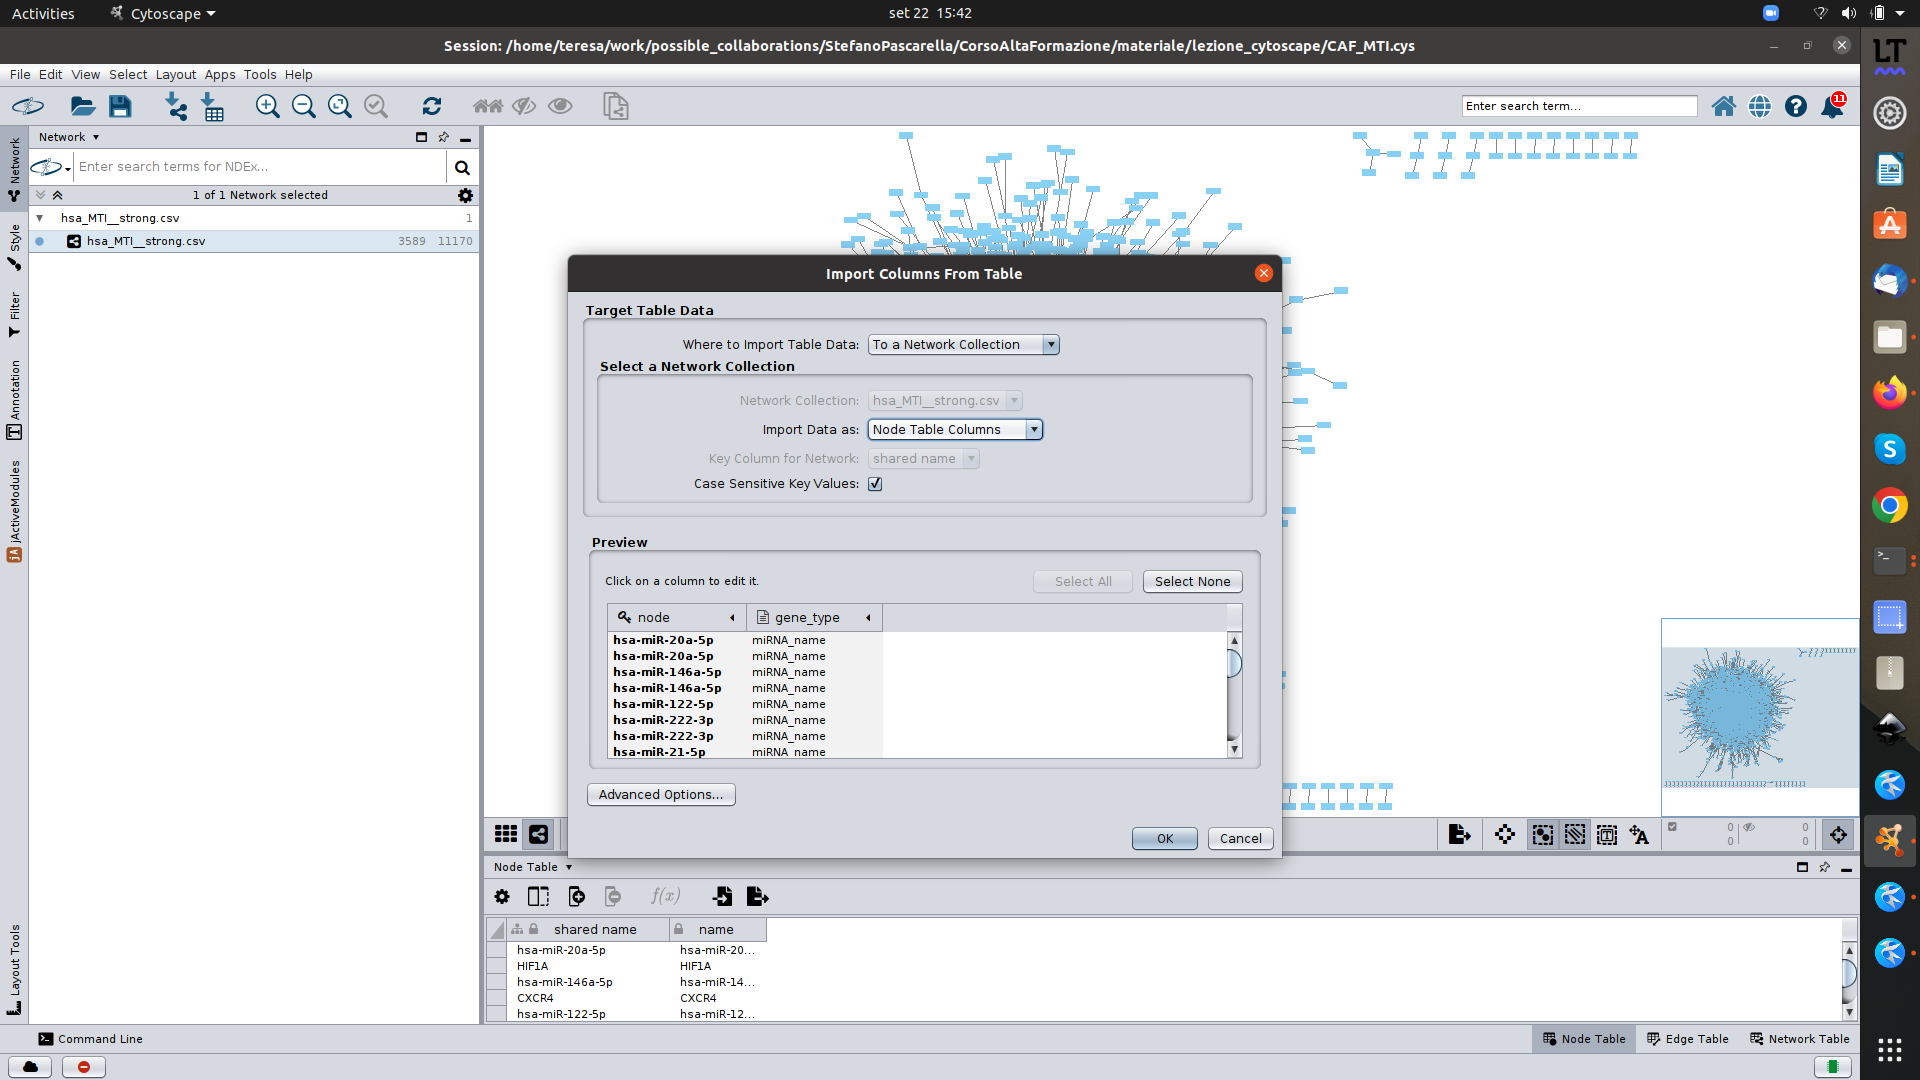 Activities
Cytoscape
set 22 15:42
Session: /home/teresa/work/possible_collaborations/StefanoPascarella/CorsoAltaFormazione/materiale/lezione_cytoscape/CAF_MTI.cys
File Edit View Select Layout Apps Tools Help
Enter search term...
11
LT
Network
Enter search terms for NDEx...
1 of 1 Network selected
hsa_MTI__strong.csv 1
hsa_MTI__strong.csv 3589 11170
Network
Style
Filter
Annotation
jActiveModules
Layout Tools
Import Columns From Table
Target Table Data
Where to Import Table Data: To a Network Collection
Select a Network Collection
Network Collection: hsa_MTI__strong.csv
Import Data as: Node Table Columns
Key Column for Network: shared name
Case Sensitive Key Values:
Preview
Click on a column to edit it.
Select All
Select None
node gene_type
hsa-miR-20a-5p miRNA_name
hsa-miR-20a-5p miRNA_name
hsa-miR-146a-5p miRNA_name
hsa-miR-146a-5p miRNA_name
hsa-miR-122-5p miRNA_name
hsa-miR-222-3p miRNA_name
hsa-miR-222-3p miRNA_name
hsa-miR-21-5p miRNA_name
Advanced Options...
OK
Cancel
0 0
0 0
Node Table
f(x)
shared name name
hsa-miR-20a-5p hsa-miR-20...
HIF1A HIF1A
hsa-miR-146a-5p hsa-miR-14...
CXCR4 CXCR4
hsa-miR-122-5p hsa-miR-12...
Command Line
Node Table
Edge Table
Network Table